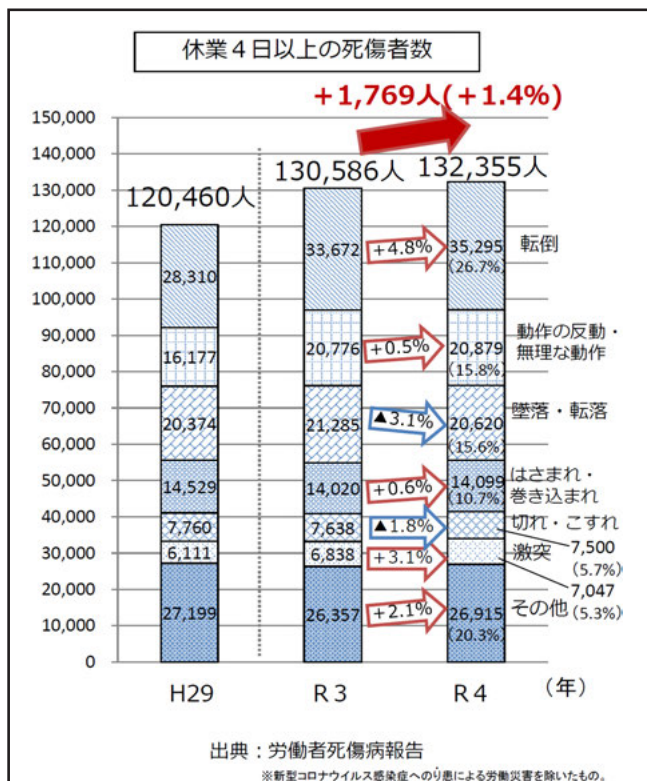 休業４日以上の死傷者数
+1,769人(+1.4%)
150,000
140,000
130,000
120,000
110,000
100,000
90,000
80,000
70,000
60,000
50,000
40,000
30,000
20,000
10,000
0
120,460人
130,586人
132,355人
28,310
33,672
+4.8%
35,295
(26.7%)
転倒
16,177
20,776
+0.5%
20,879
(15.8%)
動作の反動・
無理な動作
20,374
21,285
▲3.1%
20,620
(15.6%)
墜落・転落
14,529
14,020
+0.6%
14,099
(10.7%)
はさまれ・
巻き込まれ
7,760
7,638
▲1.8%
切れ・こすれ
7,500
(5.7%)
6,111
6,838
+3.1%
激突
7,047
(5.3%)
27,199
26,357
+2.1%
26,915
(20.3%)
その他
H29
R３
R４
(年)
出典：労働者死傷病報告
※新型コロナウイルス感染症へのり患による労働災害を除いたもの。